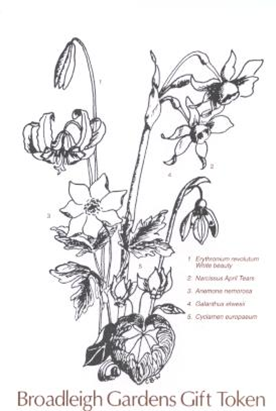 1
4
2
3
5
1 Erythronium revolutum
White beauty
2 Narcissus April Tears
3 Anemone nemorosa
4 Galanthus elwesii
5 Cyclamen europaeum
Broadleigh Gardens Gift Token